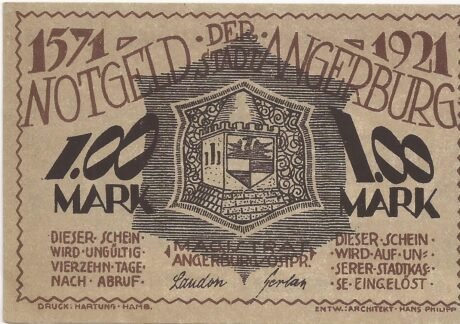 1571 · DER · 1921
NOTGELD STADT ANGERBURG
1.00 MARK
1.00 MARK
DIESER · SCHEIN ·
WIRD · UNGÜLTIG
VIERZEHN · TAGE ·
NACH · ABRUF ·
MAGISTRAT
ANGERBURG/OSTPR.
DIESER · SCHEIN
WIRD · AUF · UN-
SERER · STADTKAS-
SE · EINGELÖST ·
DRUCK: HARTUNG · HAMB.
ENTW.: ARCHITEKT · HANS PHILIPP